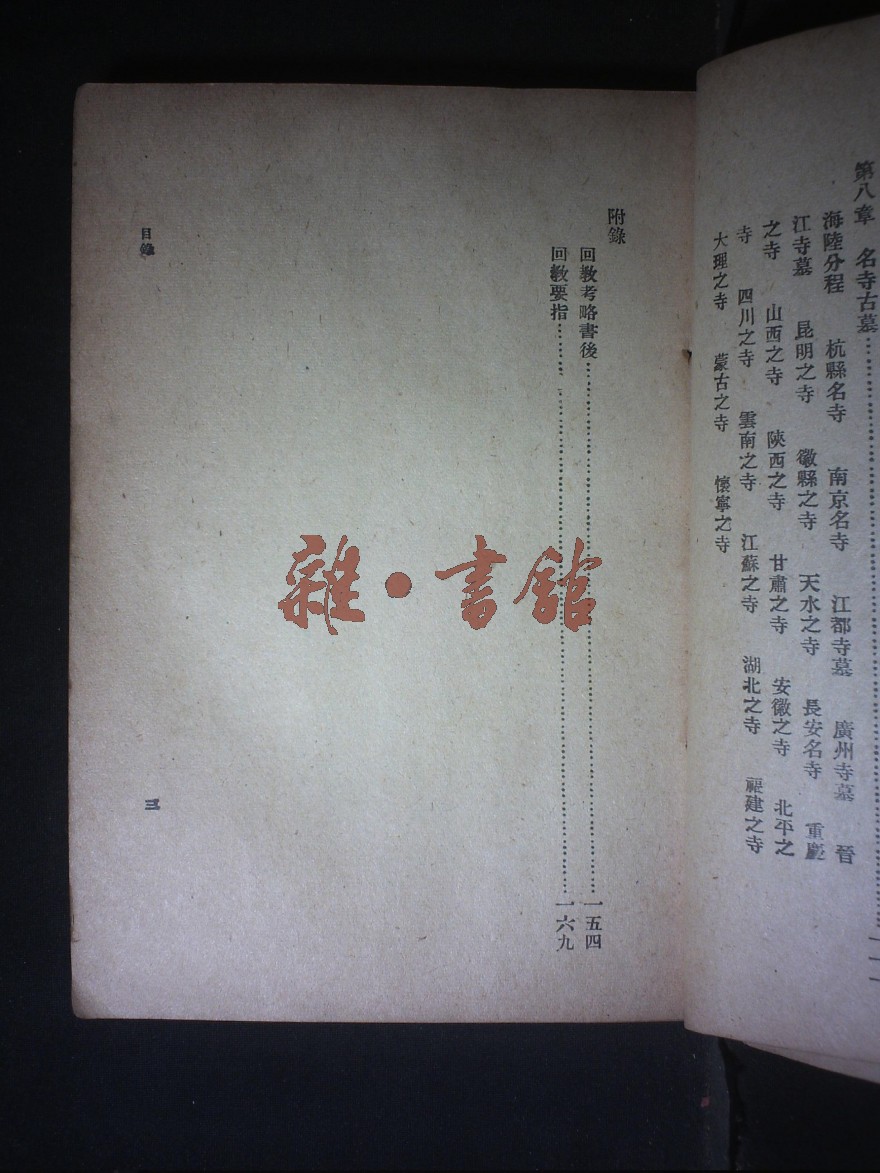 第八章　名寺古墓……………………一一一
海陸分程　杭縣名寺　南京名寺　江都寺墓　廣州寺墓　晉
江寺墓　昆明之寺　徽縣之寺　天水之寺　長安名寺　重慶
之寺　山西之寺　陝西之寺　甘肅之寺　安徽之寺　北平之
寺　四川之寺　雲南之寺　江蘇之寺　湖北之寺　福建之寺
大理之寺　蒙古之寺　懷寧之寺
附錄
回教考略書後……………………一五四
回教要指……………………一六九
目錄
三
雜·書館